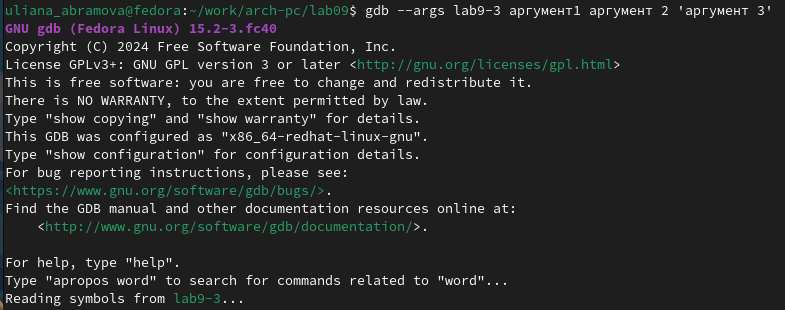 uliana_abramova@fedora:~/work/arch-pc/lab09$ gdb --args lab9-3 аргумент1 аргумент 2 'аргумент 3'
GNU gdb (Fedora Linux) 15.2-3.fc40
Copyright (C) 2024 Free Software Foundation, Inc.
License GPLv3+: GNU GPL version 3 or later <http://gnu.org/licenses/gpl.html>
This is free software: you are free to change and redistribute it.
There is NO WARRANTY, to the extent permitted by law.
Type "show copying" and "show warranty" for details.
This GDB was configured as "x86_64-redhat-linux-gnu".
Type "show configuration" for configuration details.
For bug reporting instructions, please see:
<https://www.gnu.org/software/gdb/bugs/>.
Find the GDB manual and other documentation resources online at:
    <http://www.gnu.org/software/gdb/documentation/>.

For help, type "help".
Type "apropos word" to search for commands related to "word"...
Reading symbols from lab9-3...